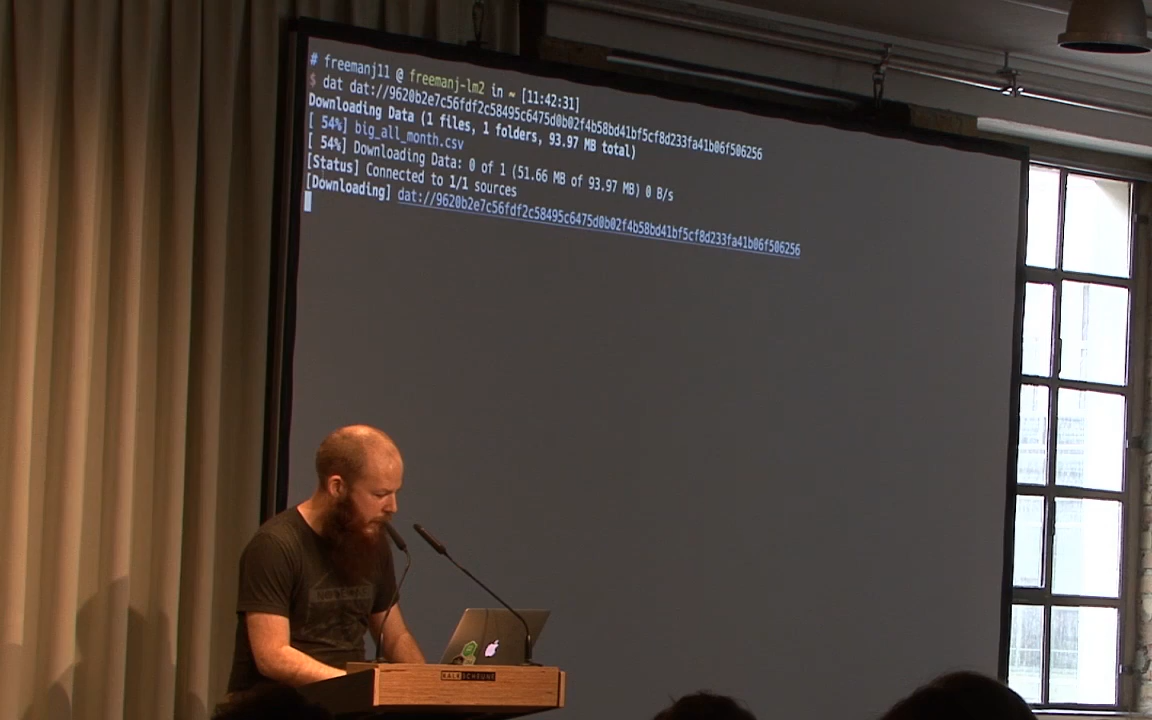 # freemanj11 @ freemanj-lm2 in ~ [11:42:31]
$ dat dat://9620b2e7c56fdf2c58495c6475d0b02f4b58bd41bf5cf8d233fa41b06f506256
Downloading Data (1 files, 1 folders, 93.97 MB total)
[ 54%] big_all_month.csv
[ 54%] Downloading Data: 0 of 1 (51.66 MB of 93.97 MB) 0 B/s
[Status] Connected to 1/1 sources
[Downloading] dat://9620b2e7c56fdf2c58495c6475d0b02f4b58bd41bf5cf8d233fa41b06f506256
KALKSCHEUNE